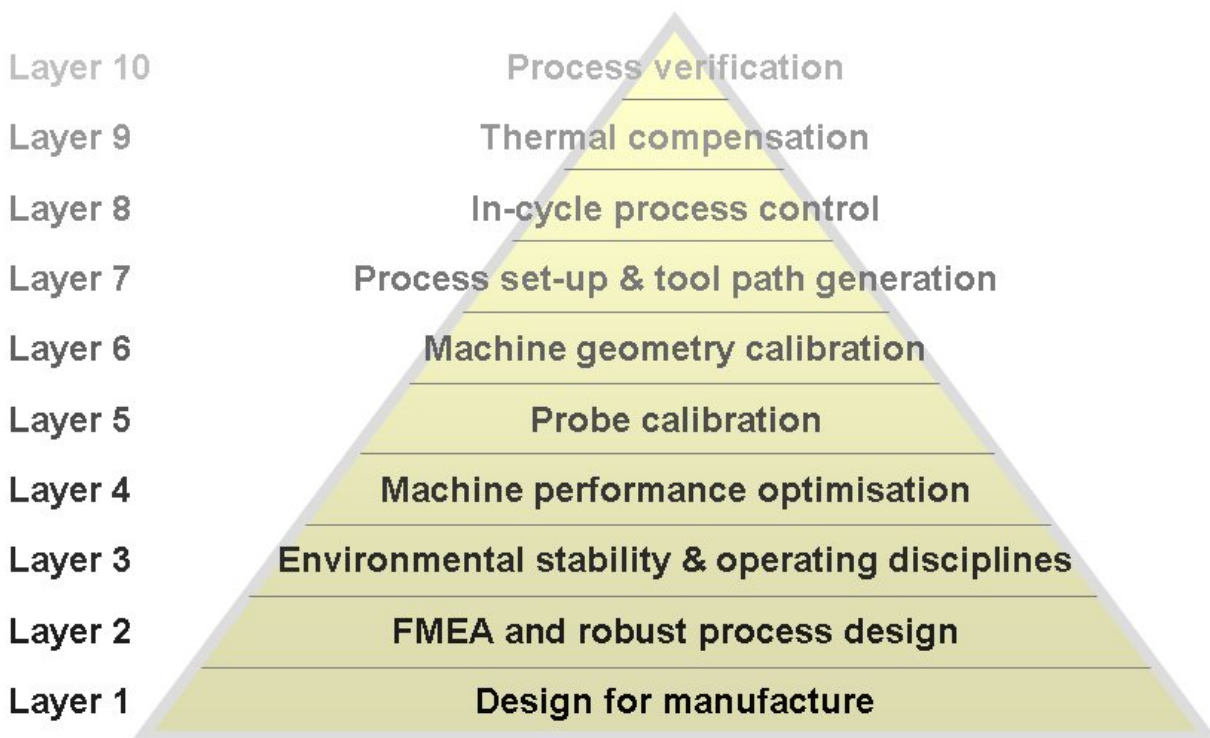 Layer 10 Process verification
Layer 9 Thermal compensation
Layer 8 In-cycle process control
Layer 7 Process set-up & tool path generation
Layer 6 Machine geometry calibration
Layer 5 Probe calibration
Layer 4 Machine performance optimisation
Layer 3 Environmental stability & operating disciplines
Layer 2 FMEA and robust process design
Layer 1 Design for manufacture